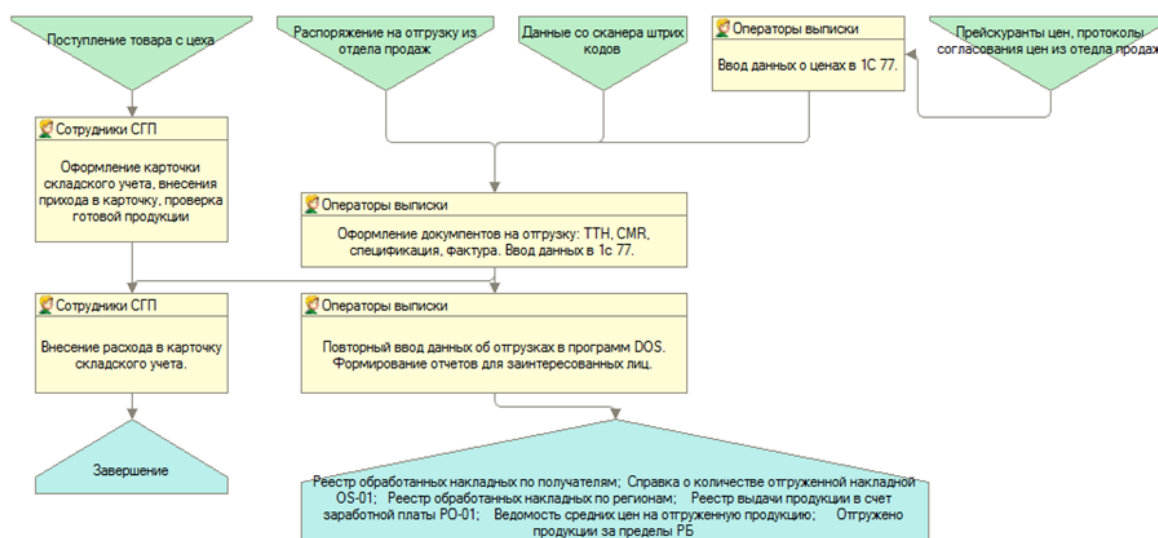 Поступление товара с цеха
Распоряжение на отгрузку из
отдела продаж
Данные со сканера штрих
кодов
Операторы выписки
Ввод данных о ценах в 1С 77.
Прейскуранты цен, протоколы
согласования цен из отедла продаж
Сотрудники СГП
Оформление карточки
складского учета, внесения
прихода в карточку, проверка
готовой продукции
Операторы выписки
Оформление докумпентов на отгрузку: ТТН, CMR,
спецификация, фактура. Ввод данных в 1с 77.
Сотрудники СГП
Внесение расхода в карточку
складского учета.
Операторы выписки
Повторный ввод данных об отгрузках в программ DOS.
Формирование отчетов для заинтересованных лиц.
Завершение
Реестр обработанных накладных по получателям; Справка о количестве отгруженной накладной
OS-01; Реестр обработанных накладных по регионам; Реестр выдачи продукции в счет
заработной платы РО-01; Ведомость средних цен на отгруженную продукцию; Отгружено
продукции за пределы РБ